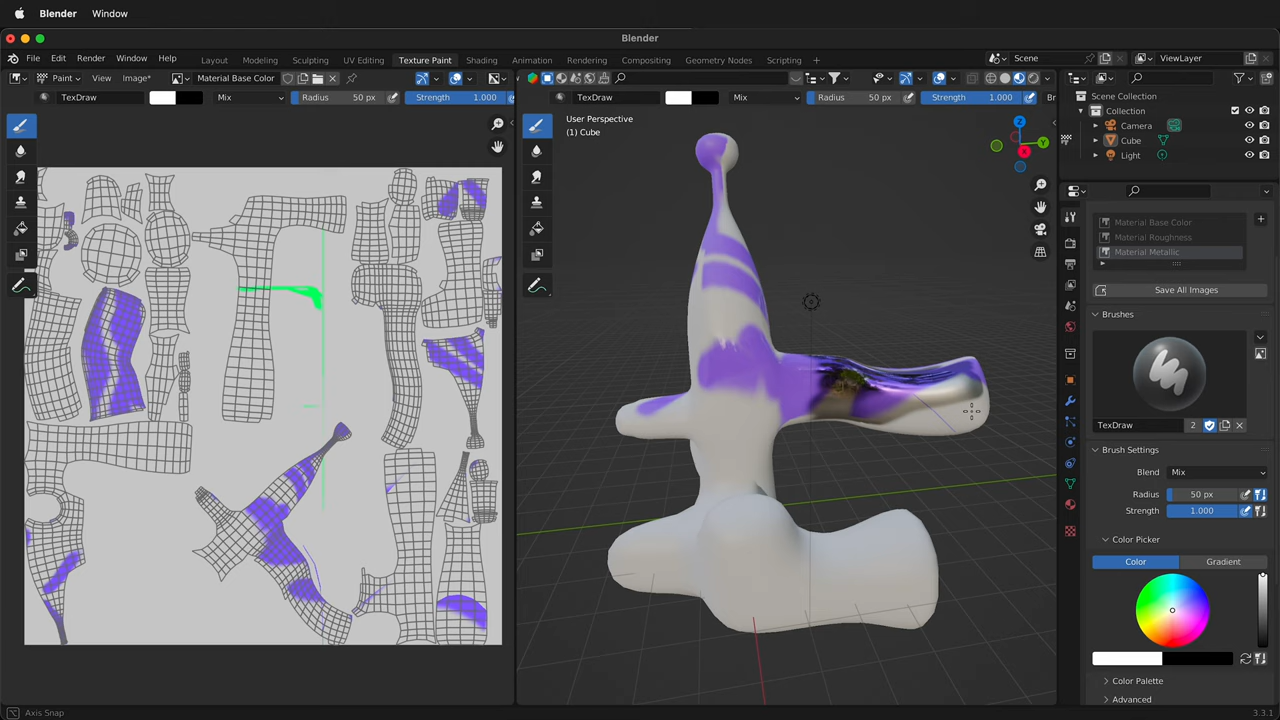 Blender Window
Blender
File Edit Render Window Help Layout Modeling Sculpting UV Editing Texture Paint Shading Animation Rendering Compositing Geometry Nodes Scripting + Scene ViewLayer
Paint View Image* Material Base Color
TexDraw Mix Radius 50 px Strength 1.000
TexDraw Mix Radius 50 px Strength 1.000 Br
User Perspective
(1) Cube
Z
Y
X
Scene Collection
Collection
Camera
Cube
Light
Material Base Color
Material Roughness
Material Metallic
Save All Images
Brushes
TexDraw 2
Brush Settings
Blend Mix
Radius 50 px
Strength 1.000
Color Picker
Color Gradient
Color Palette
Advanced
Axis Snap 3.3.1